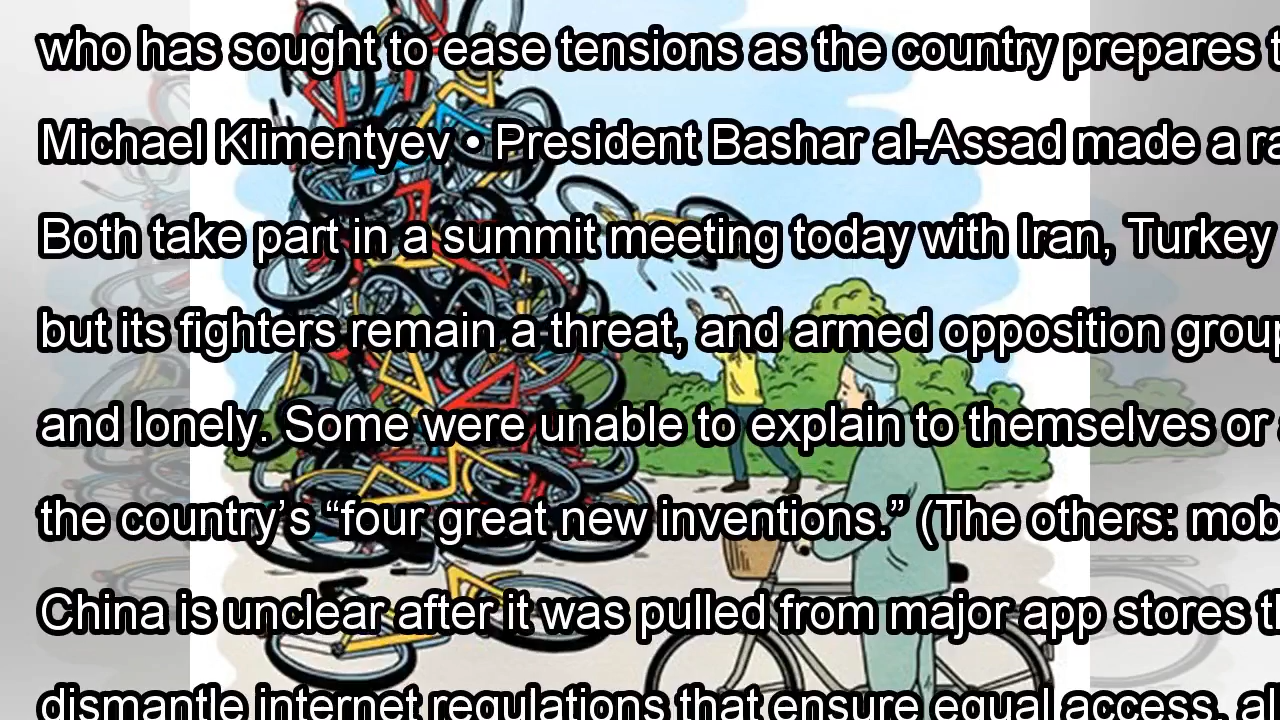 who has sought to ease tensions as the country prepares
Michael Klimentyev • President Bashar al-Assad made a
Both take part in a summit meeting today with Iran, Turkey
but its fighters remain a threat, and armed opposition
and lonely. Some were unable to explain to themselves or
the country’s “four great new inventions.” (The others:
China is unclear after it was pulled from major app stores
dismantle internet regulations that ensure equal access,